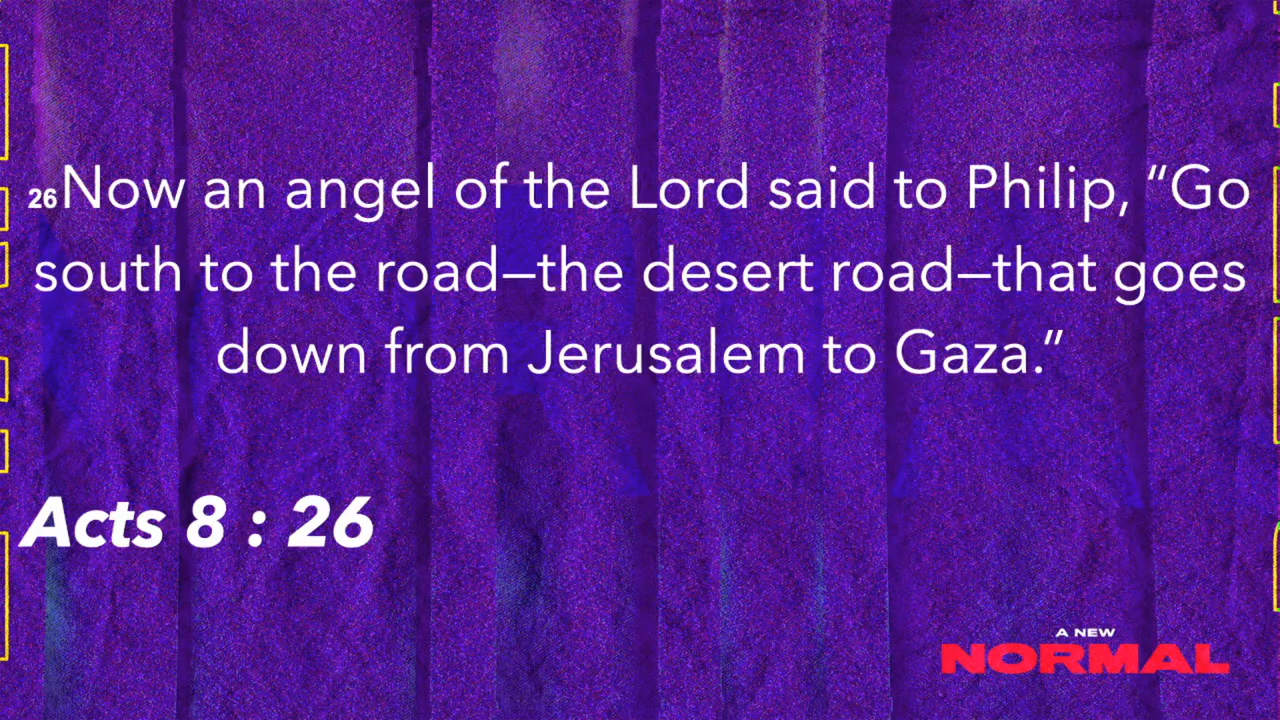 26Now an angel of the Lord said to Philip, “Go
south to the road—the desert road—that goes
down from Jerusalem to Gaza.”
Acts 8 : 26
A NEW
NORMAL